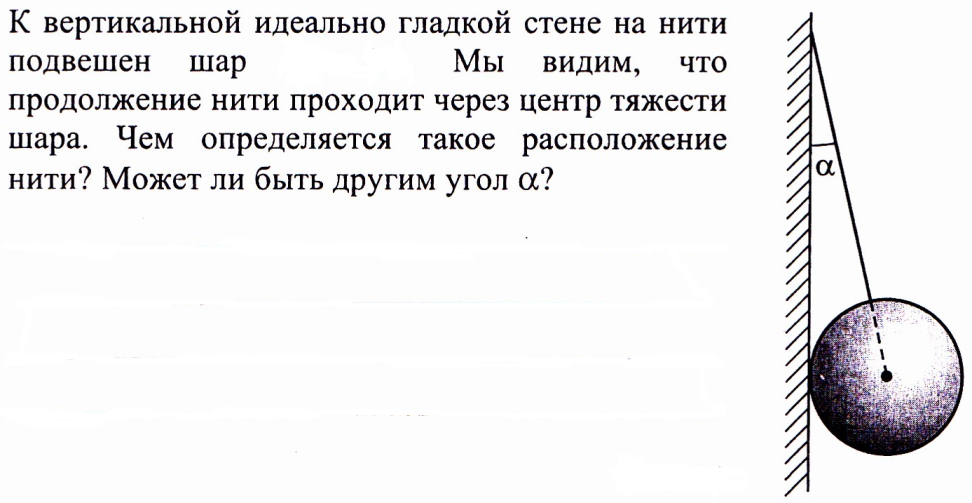 К вертикальной идеально гладкой стене на нити
подвешен шар Мы видим, что
продолжение нити проходит через центр тяжести
шара. Чем определяется такое расположение
нити? Может ли быть другим угол α?
α